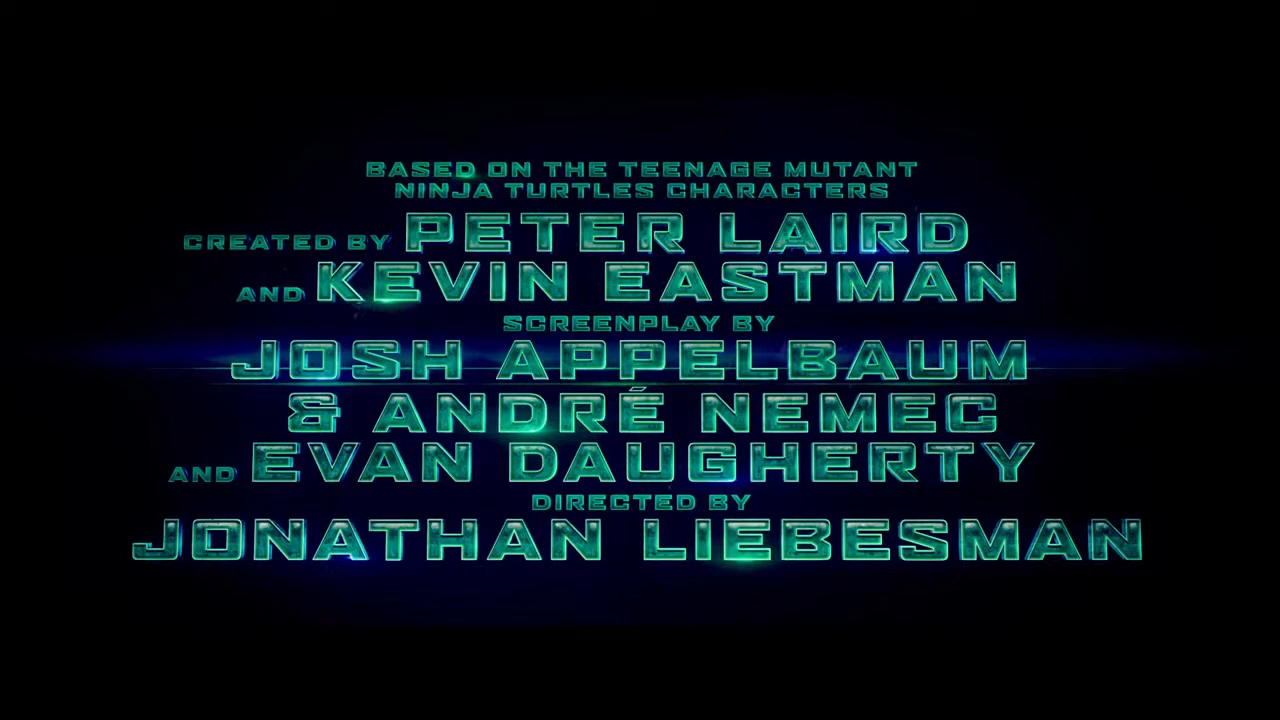 BASED ON THE TEENAGE MUTANT
NINJA TURTLES CHARACTERS
CREATED BY PETER LAIRD
AND KEVIN EASTMAN
SCREENPLAY BY
JOSH APPELBAUM
& ANDRÉ NEMEC
AND EVAN DAUGHERTY
DIRECTED BY
JONATHAN LIEBESMAN